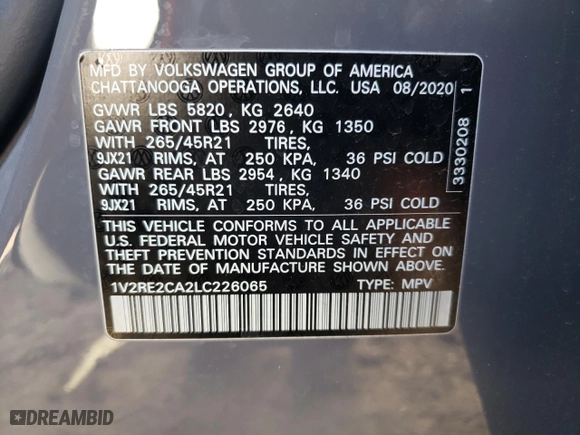 MFD BY VOLKSWAGEN GROUP OF AMERICA
CHATTANOOGA OPERATIONS, LLC. USA 08/2020
GVWR LBS 5820, KG 2640
GAWR FRONT LBS 2976, KG 1350
WITH 265/45R21 TIRES,
9JX21 RIMS, AT 250 KPA, 36 PSI COLD
GAWR REAR LBS 2954, KG 1340
WITH 265/45R21 TIRES,
9JX21 RIMS, AT 250 KPA, 36 PSI COLD
THIS VEHICLE CONFORMS TO ALL APPLICABLE
U.S. FEDERAL MOTOR VEHICLE SAFETY AND
THEFT PREVENTION STANDARDS IN EFFECT ON
THE DATE OF MANUFACTURE SHOWN ABOVE.
1V2RE2CA2LC226065 TYPE: MPV
3330208 1
DREAMBID